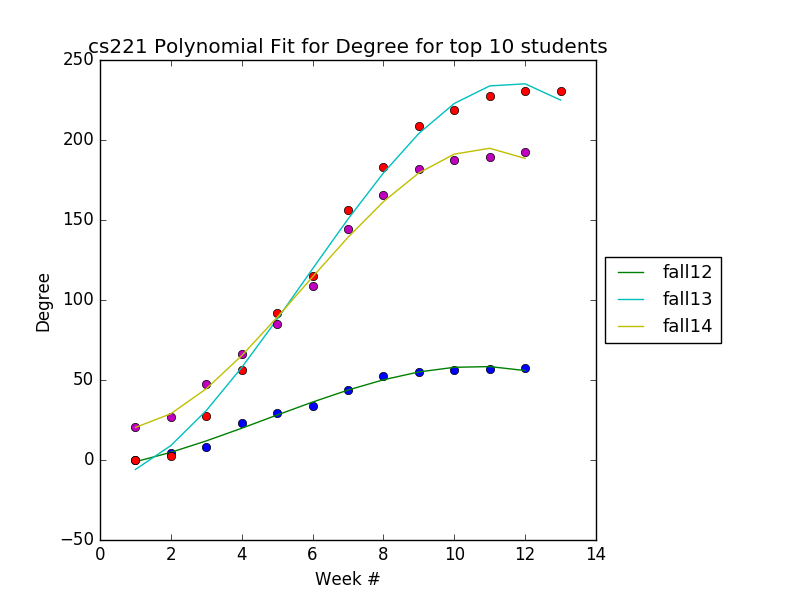 cs221 Polynomial Fit for Degree for top 10 students
250
200
150
100
50
0
−50
0 2 4 6 8 10 12 14
Degree
Week #
fall12
fall13
fall14